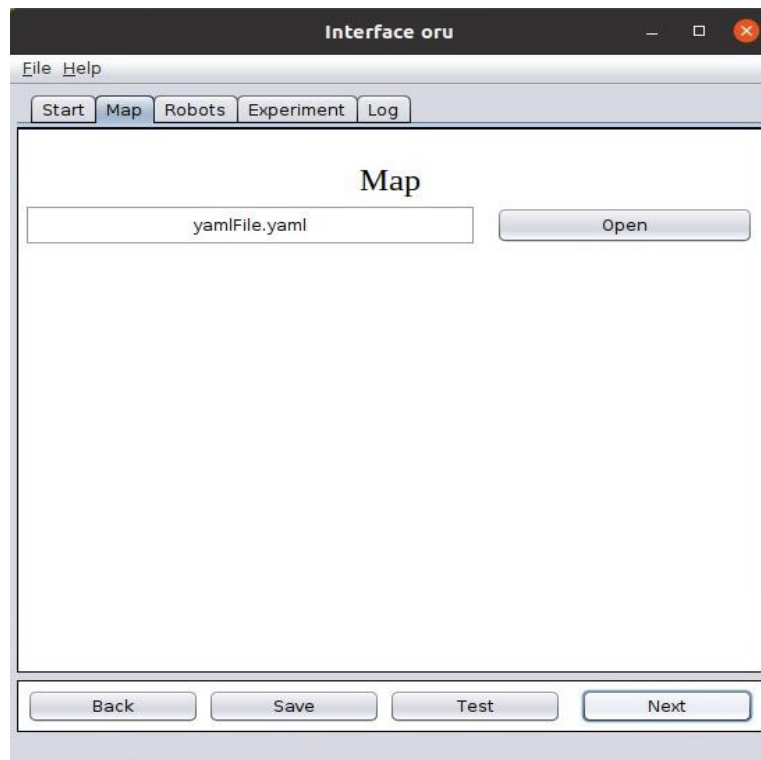 Interface oru
File Help
Start Map Robots Experiment Log
Map
yamlFile.yaml Open
Back Save Test Next